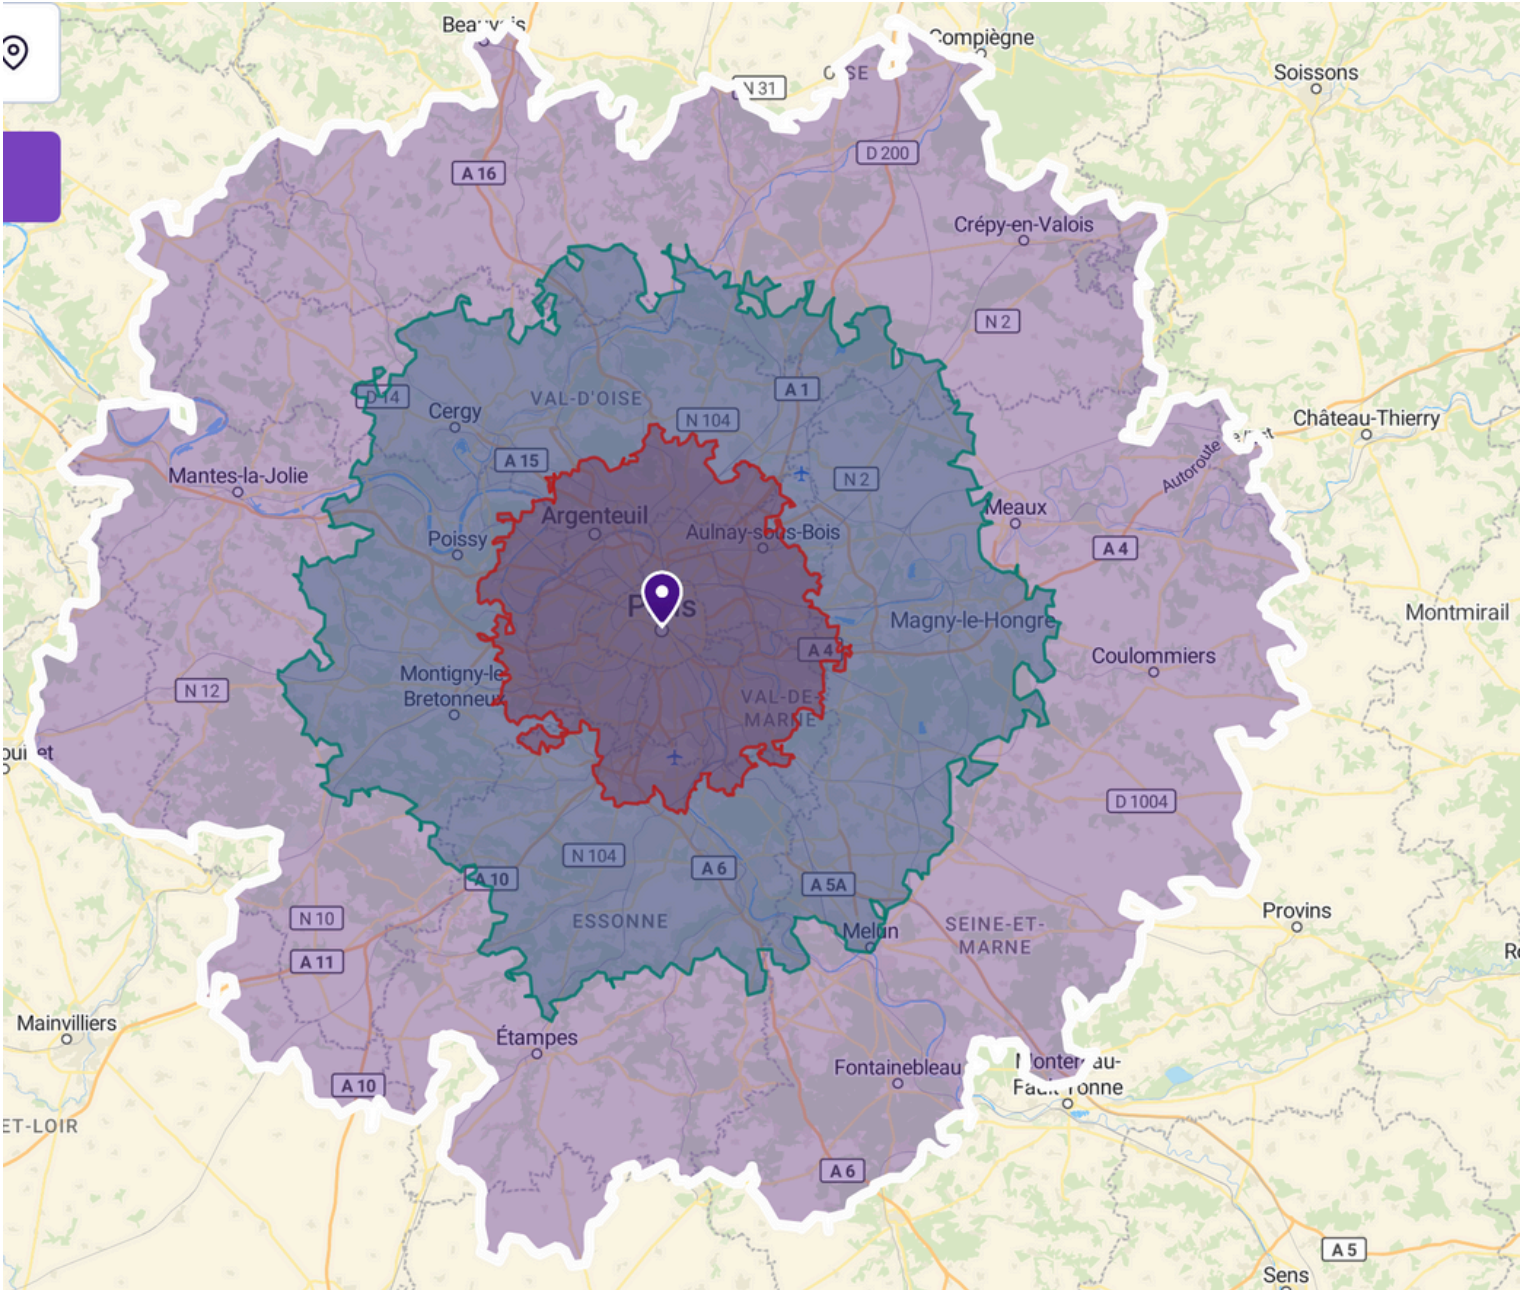 Beauvais
Compiègne
OISE
Soissons
N 31
D 200
A 16
Crépy-en-Valois
N 2
D 14
VAL-D'OISE
A 1
Cergy
N 104
Château-Thierry
A 15
N 2
Autoroute
Mantes-la-Jolie
Meaux
Argenteuil
Aulnay-sous-Bois
Poissy
A 4
Magny-le-Hongre
Montmirail
A 4
Coulommiers
Montigny-le-
Bretonneux
N 12
VAL-DE-
MARNE
D 1004
N 104
A 6
A 10
A 5A
N 10
ESSONNE
Melun
SEINE-ET-
MARNE
Provins
A 11
Mainvilliers
Étampes
Fontainebleau
A 10
ET-LOIR
A 6
A 5
Sens